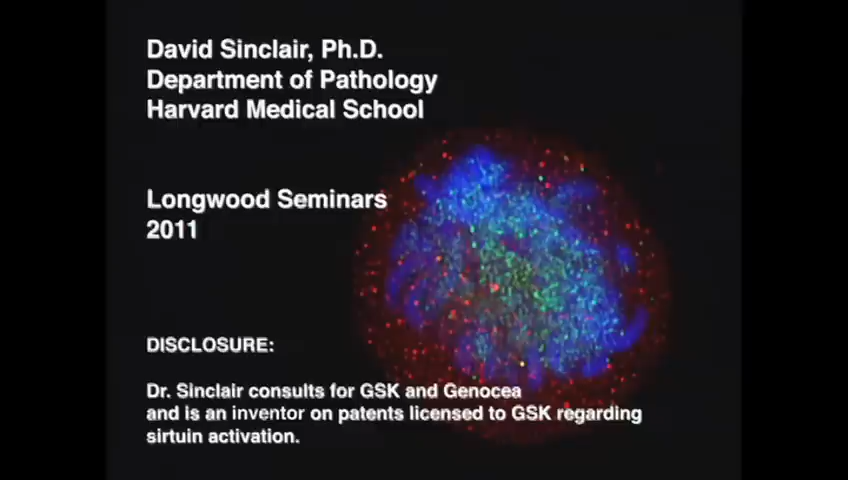 David Sinclair, Ph.D.
Department of Pathology
Harvard Medical School
Longwood Seminars
2011
DISCLOSURE:
Dr. Sinclair consults for GSK and Genocea
and is an inventor on patents licensed to GSK regarding
sirtuin activation.